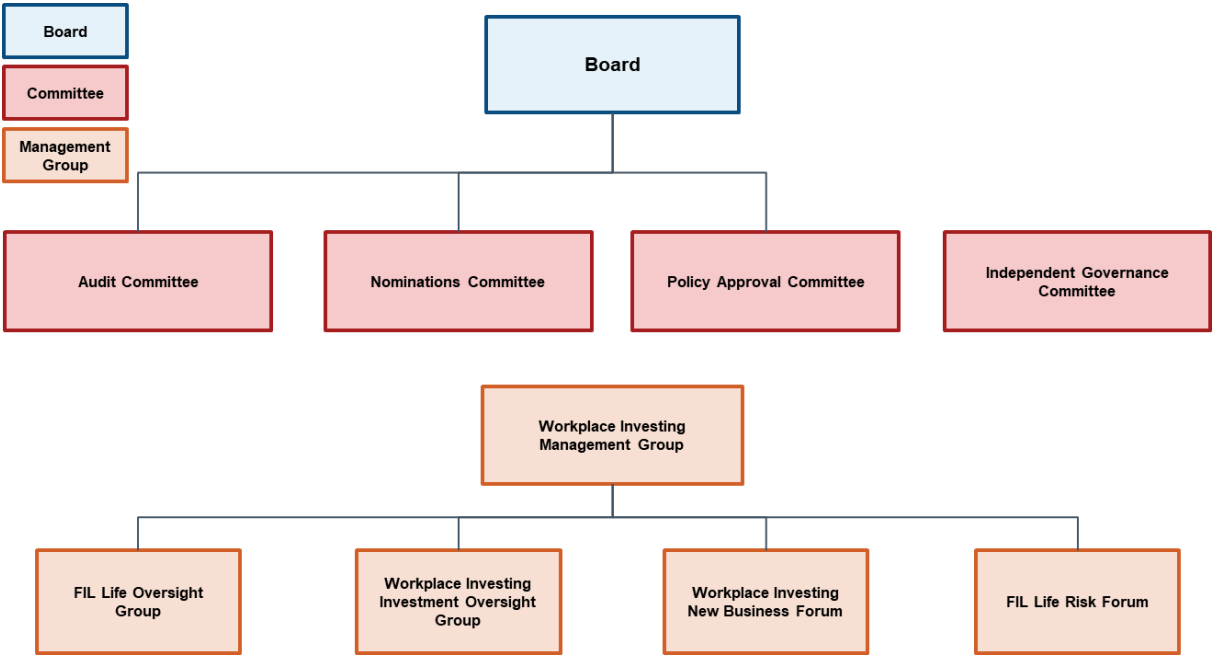 Board
Committee
Management
Group
Board
Audit Committee
Nominations Committee
Policy Approval Committee
Independent Governance
Committee
Workplace Investing
Management Group
FIL Life Oversight
Group
Workplace Investing
Investment Oversight
Group
Workplace Investing
New Business Forum
FIL Life Risk Forum